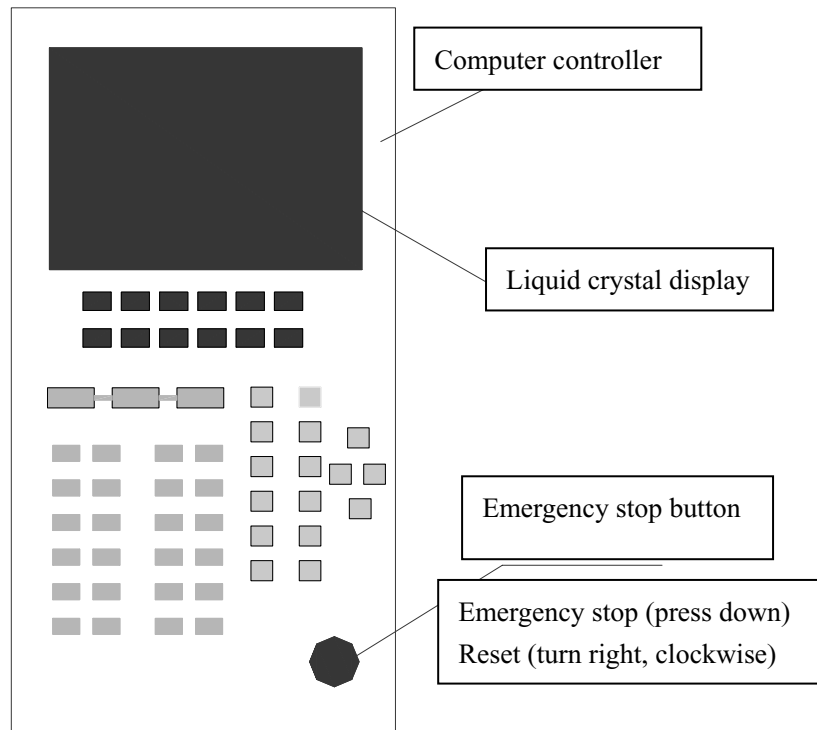 Computer controller
Liquid crystal display
Emergency stop button
Emergency stop (press down)
Reset (turn right, clockwise)